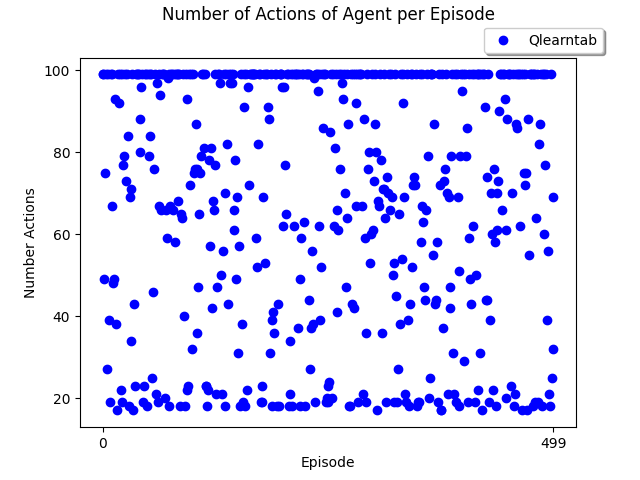 Number of Actions of Agent per Episode
Qlearntab
100
80
60
40
20
Number Actions
0
499
Episode